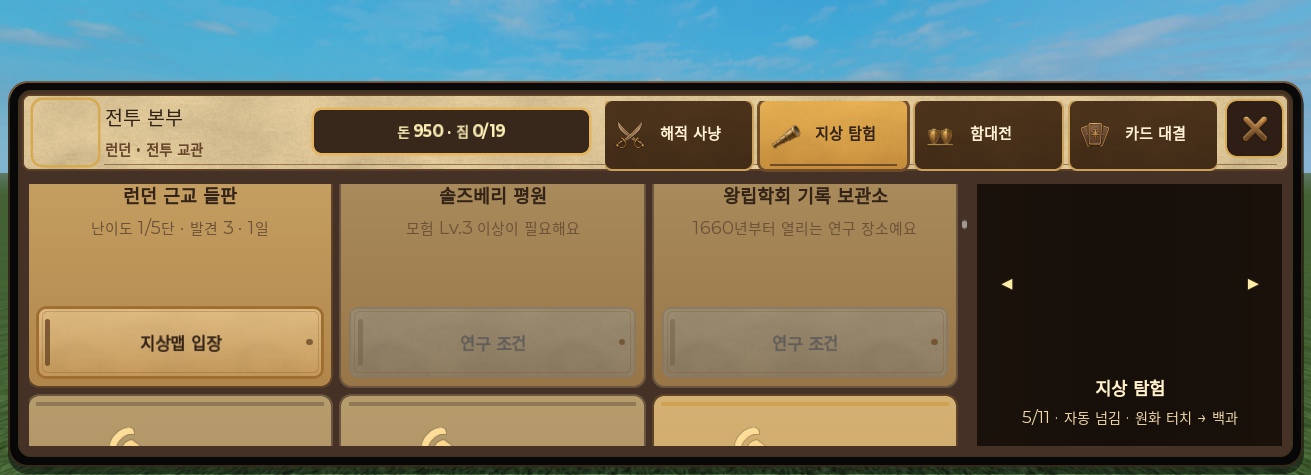 전투 본부
런던 · 전투 교관
돈 950 · 짐 0/19
해적 사냥
지상 탐험
함대전
카드 대결
런던 근교 들판
난이도 1/5단 · 발견 3 · 1일
지상맵 입장
솔즈베리 평원
모험 Lv.3 이상이 필요해요
연구 조건
왕립학회 기록 보관소
1660년부터 열리는 연구 장소예요
연구 조건
지상 탐험
5/11 · 자동 넘김 · 원화 터치 → 백과